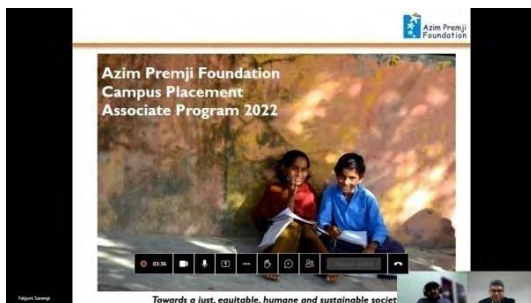 Azim Premji
Foundation
Azim Premji Foundation
Campus Placement
Associate Program 2022
03:36
Towards a just, equitable, humane and sustainable societ
Falguni Sarangi